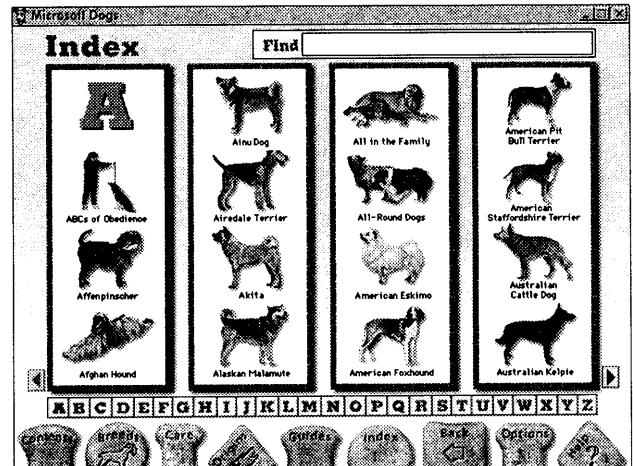 Microsoft Dogs
Index
Find
A
Ainu Dog
All in the Family
American Pit
Bull Terrier
ABCs of Obedience
Airedale Terrier
All-Round Dogs
American
Staffordshire Terrier
Affenpinscher
Akita
American Eskimo
Australian
Cattle Dog
Afghan Hound
Alaskan Malamute
American Foxhound
Australian Kelpie
A B C D E F G H I J K L M N O P Q R S T U V W X Y Z
Contents Breeds Care Guides Index Back Options Help